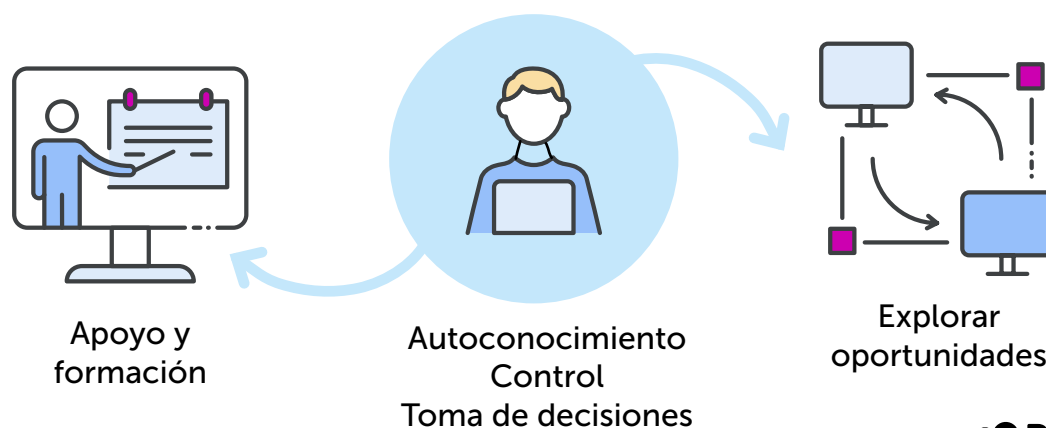 Apoyo y
formación
Autoconocimiento
Control
Toma de decisiones
Explorar
oportunidades